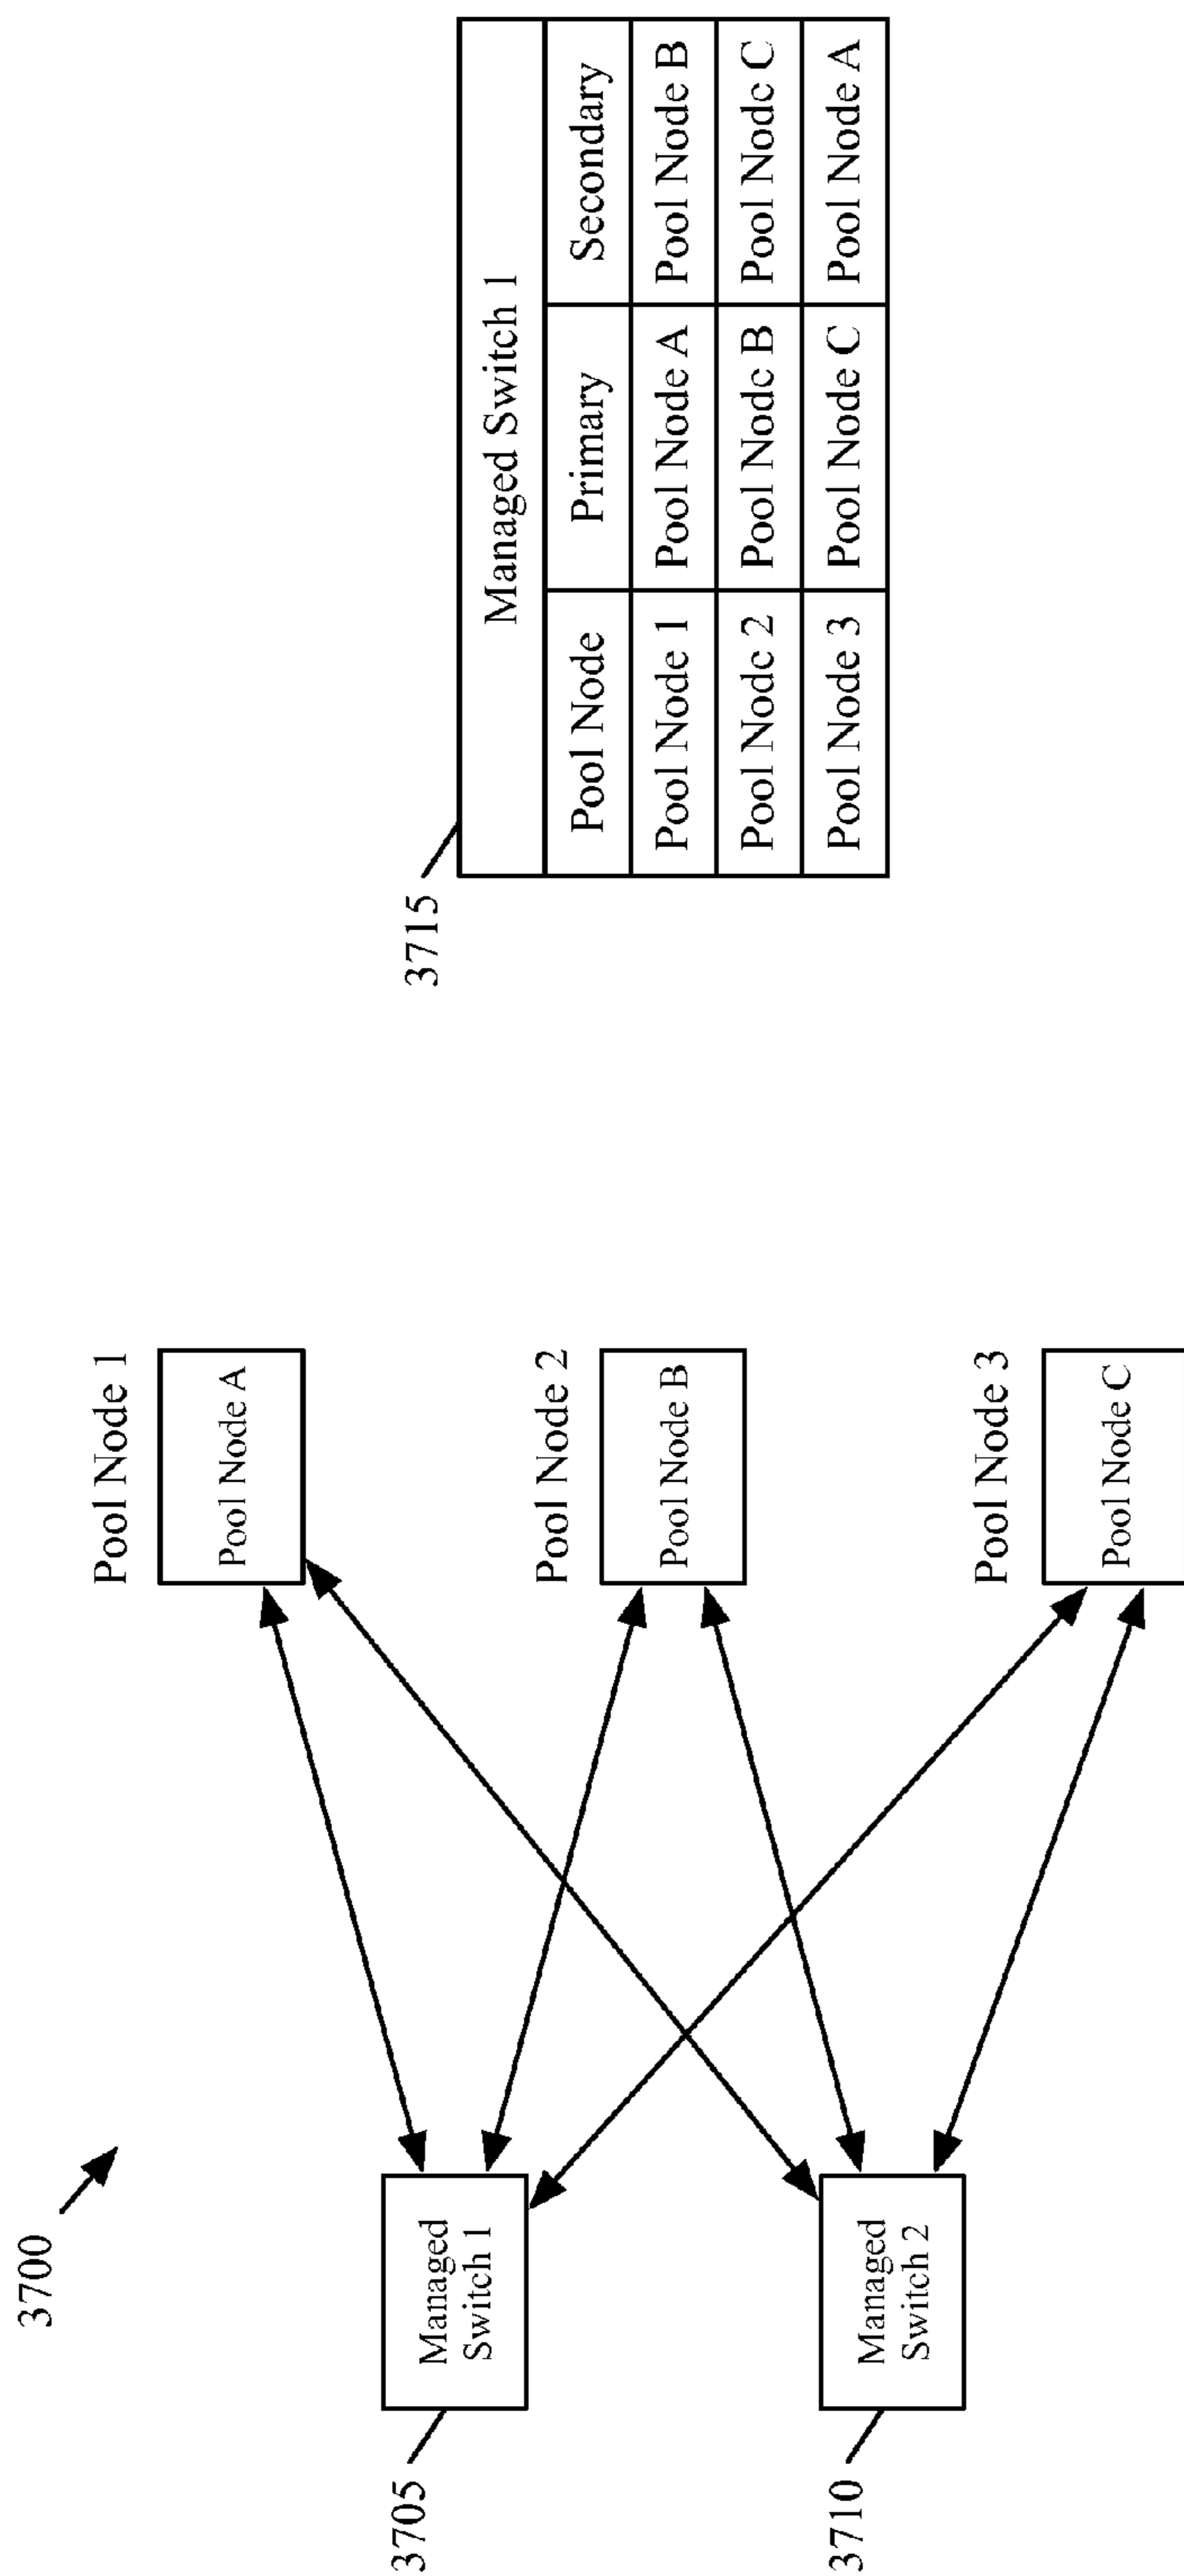 3700
Pool Node 1
Pool Node A
3705
Managed
Switch 1
Pool Node 2
Pool Node B
3710
Managed
Switch 2
Pool Node 3
Pool Node C
3715
Managed Switch 1
Pool Node Primary Secondary
Pool Node 1 Pool Node A Pool Node B
Pool Node 2 Pool Node B Pool Node C
Pool Node 3 Pool Node C Pool Node A